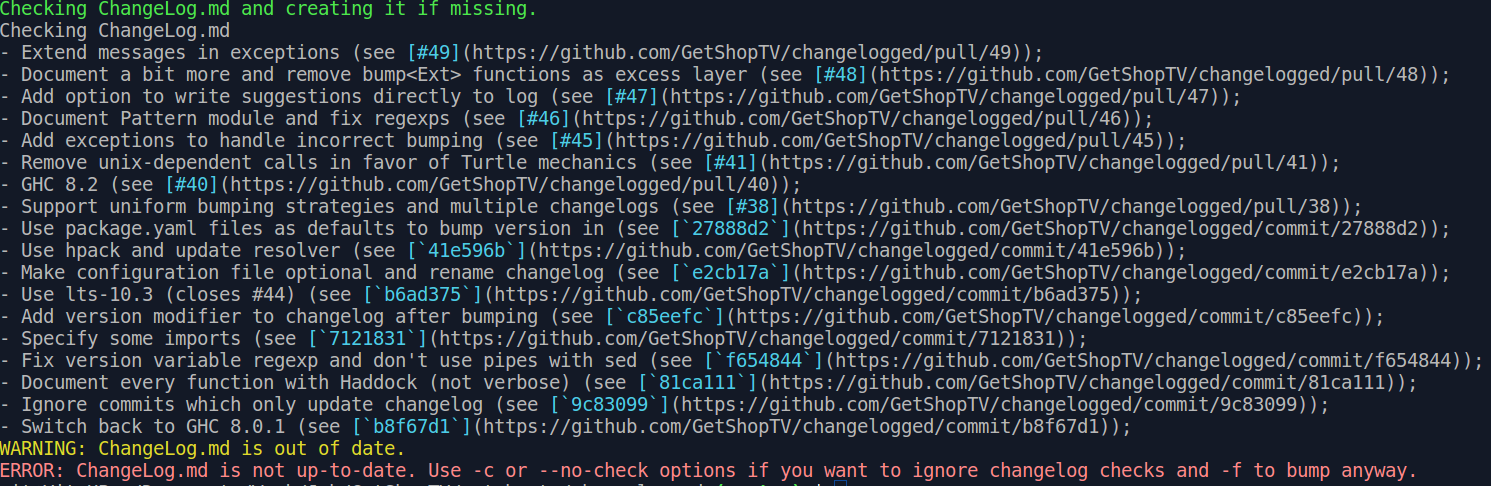 Checking ChangeLog.md and creating it if missing.
Checking ChangeLog.md
- Extend messages in exceptions (see [#49](https://github.com/GetShopTV/changelogged/pull/49));
- Document a bit more and remove bump<Ext> functions as excess layer (see [#48](https://github.com/GetShopTV/changelogged/pull/48));
- Add option to write suggestions directly to log (see [#47](https://github.com/GetShopTV/changelogged/pull/47));
- Document Pattern module and fix regexps (see [#46](https://github.com/GetShopTV/changelogged/pull/46));
- Add exceptions to handle incorrect bumping (see [#45](https://github.com/GetShopTV/changelogged/pull/45));
- Remove unix-dependent calls in favor of Turtle mechanics (see [#41](https://github.com/GetShopTV/changelogged/pull/41));
- GHC 8.2 (see [#40](https://github.com/GetShopTV/changelogged/pull/40));
- Support uniform bumping strategies and multiple changelogs (see [#38](https://github.com/GetShopTV/changelogged/pull/38));
- Use package.yaml files as defaults to bump version in (see [`27888d2`](https://github.com/GetShopTV/changelogged/commit/27888d2));
- Use hpack and update resolver (see [`41e596b`](https://github.com/GetShopTV/changelogged/commit/41e596b));
- Make configuration file optional and rename changelog (see [`e2cb17a`](https://github.com/GetShopTV/changelogged/commit/e2cb17a));
- Use lts-10.3 (closes #44) (see [`b6ad375`](https://github.com/GetShopTV/changelogged/commit/b6ad375));
- Add version modifier to changelog after bumping (see [`c85eefc`](https://github.com/GetShopTV/changelogged/commit/c85eefc));
- Specify some imports (see [`7121831`](https://github.com/GetShopTV/changelogged/commit/7121831));
- Fix version variable regexp and don't use pipes with sed (see [`f654844`](https://github.com/GetShopTV/changelogged/commit/f654844));
- Document every function with Haddock (not verbose) (see [`81ca111`](https://github.com/GetShopTV/changelogged/commit/81ca111));
- Ignore commits which only update changelog (see [`9c83099`](https://github.com/GetShopTV/changelogged/commit/9c83099));
- Switch back to GHC 8.0.1 (see [`b8f67d1`](https://github.com/GetShopTV/changelogged/commit/b8f67d1));
WARNING: ChangeLog.md is out of date.
ERROR: ChangeLog.md is not up-to-date. Use -c or --no-check options if you want to ignore changelog checks and -f to bump anyway.